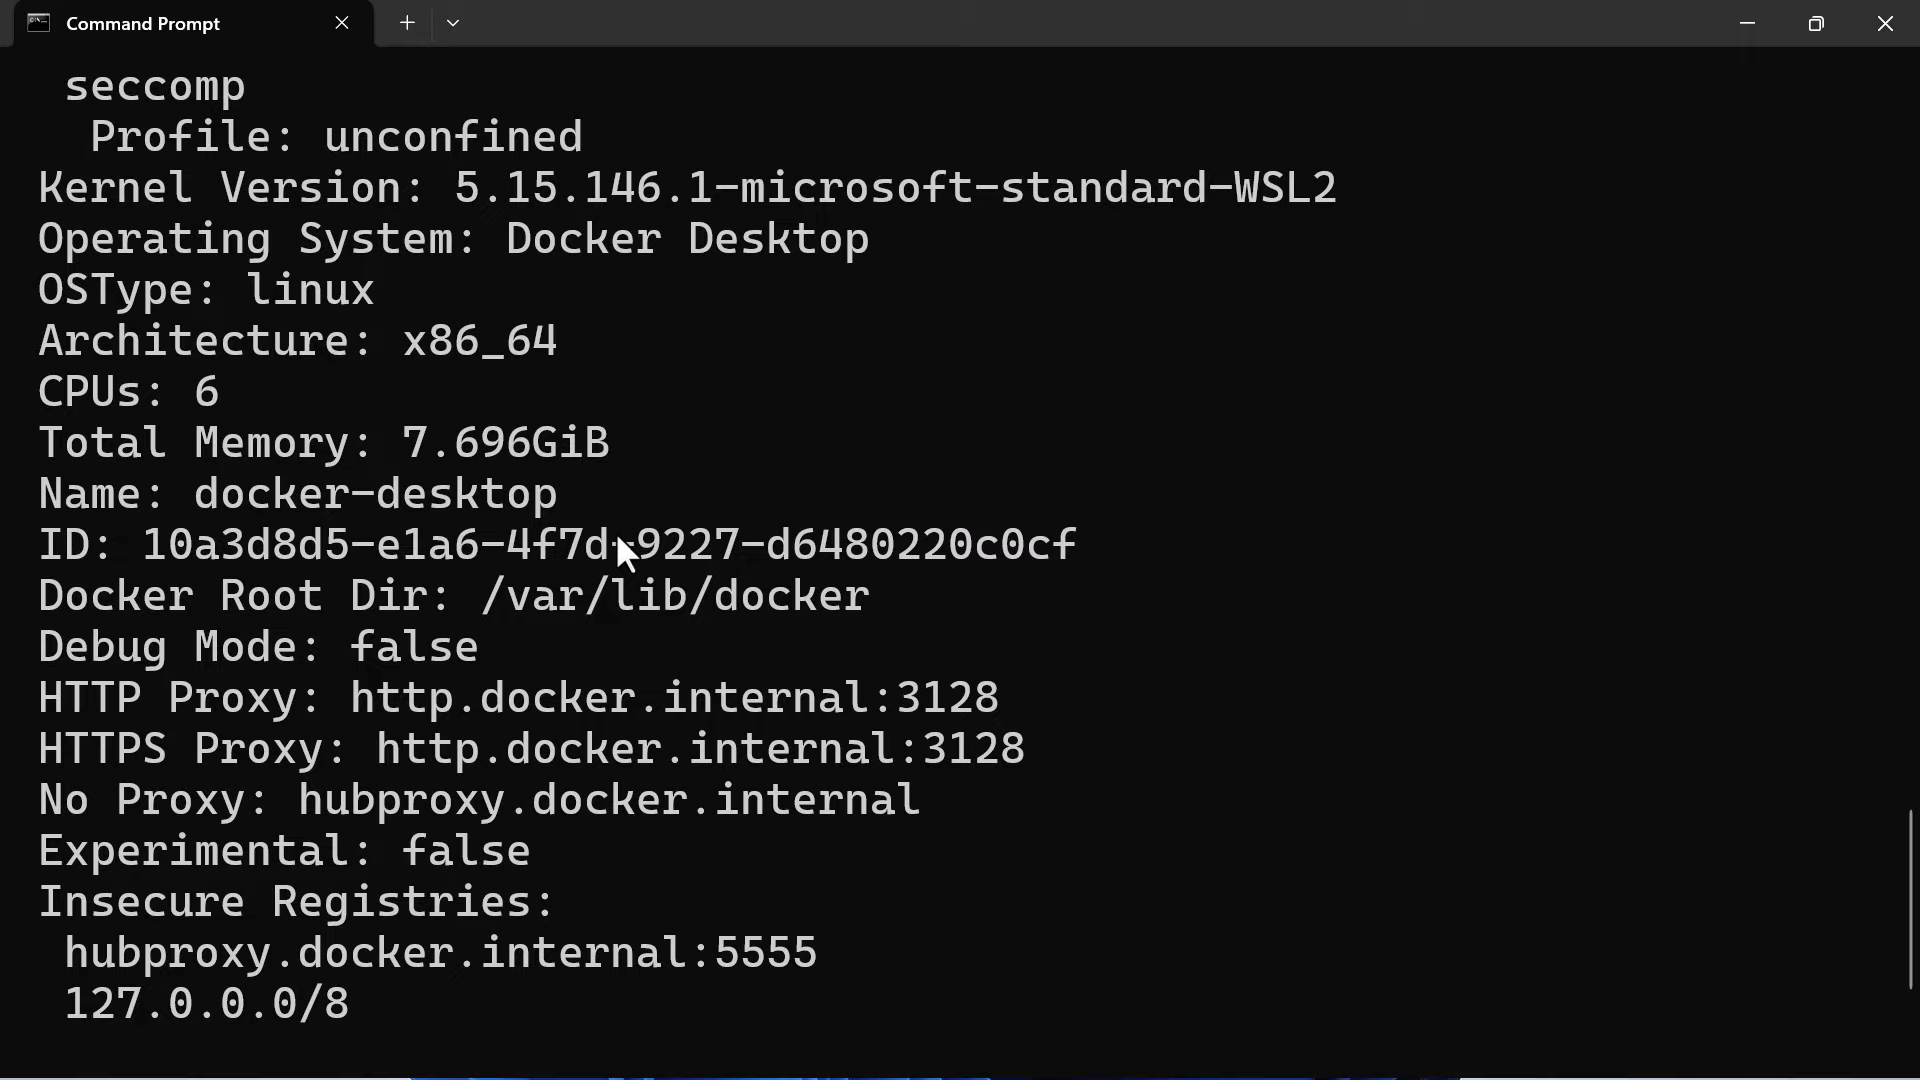 Command Prompt
seccomp
Profile: unconfined
Kernel Version: 5.15.146.1-microsoft-standard-WSL2
Operating System: Docker Desktop
OSType: linux
Architecture: x86_64
CPUs: 6
Total Memory: 7.696GiB
Name: docker-desktop
ID: 10a3d8d5-e1a6-4f7d-9227-d6480220c0cf
Docker Root Dir: /var/lib/docker
Debug Mode: false
HTTP Proxy: http.docker.internal:3128
HTTPS Proxy: http.docker.internal:3128
No Proxy: hubproxy.docker.internal
Experimental: false
Insecure Registries:
hubproxy.docker.internal:5555
127.0.0.0/8